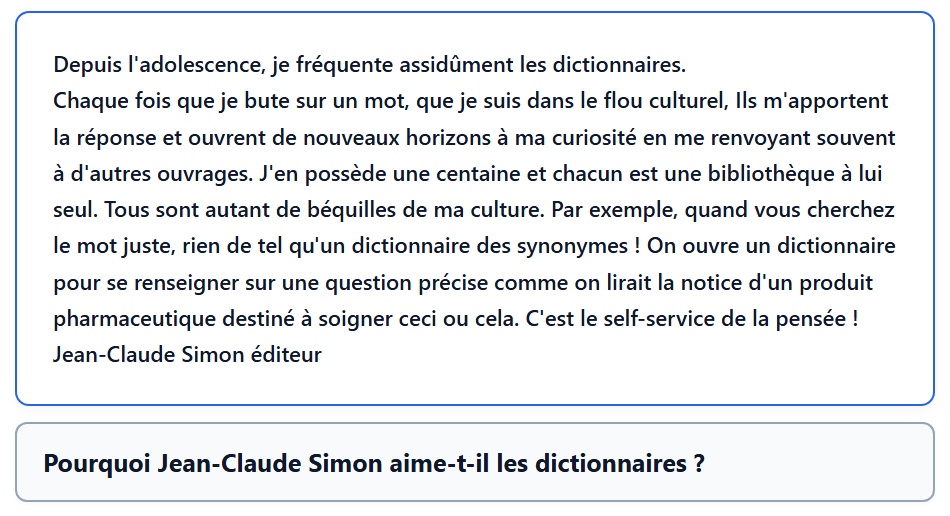 Depuis l'adolescence, je fréquente assidûment les dictionnaires.
Chaque fois que je bute sur un mot, que je suis dans le flou culturel, Ils m'apportent
la réponse et ouvrent de nouveaux horizons à ma curiosité en me renvoyant souvent
à d'autres ouvrages. J'en possède une centaine et chacun est une bibliothèque à lui
seul. Tous sont autant de béquilles de ma culture. Par exemple, quand vous cherchez
le mot juste, rien de tel qu'un dictionnaire des synonymes ! On ouvre un dictionnaire
pour se renseigner sur une question précise comme on lirait la notice d'un produit
pharmaceutique destiné à soigner ceci ou cela. C'est le self-service de la pensée !
Jean-Claude Simon éditeur
Pourquoi Jean-Claude Simon aime-t-il les dictionnaires ?